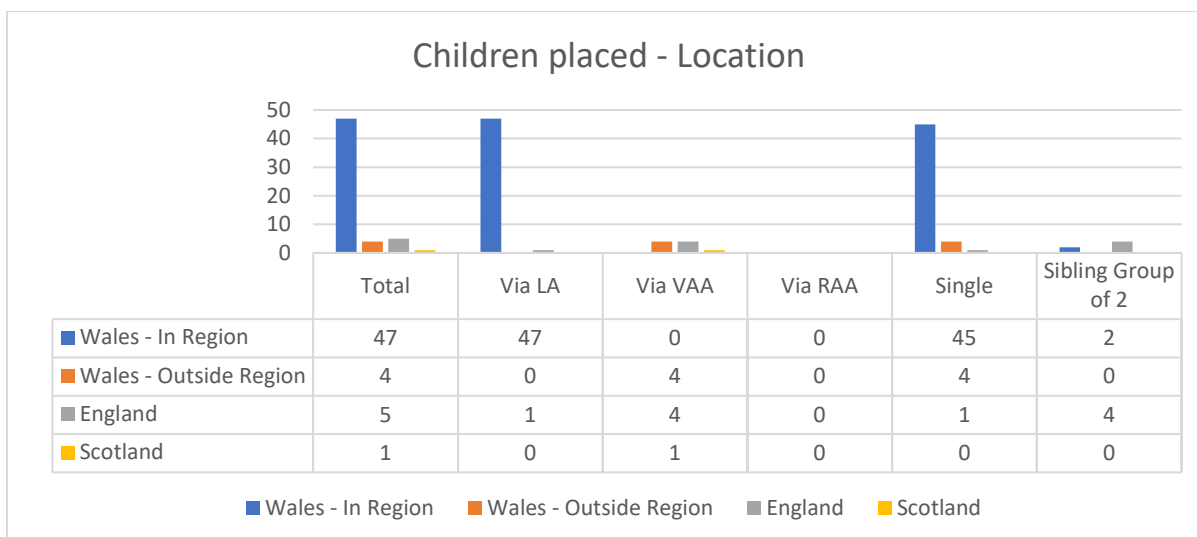 Children placed - Location
50
40
30
20
10
0
Total Via LA Via VAA Via RAA Single Sibling Group
of 2
Wales - In Region 47 47 0 0 45 2
Wales - Outside Region 4 0 4 0 4 0
England 5 1 4 0 1 4
Scotland 1 0 1 0 0 0
Wales - In Region Wales - Outside Region England Scotland